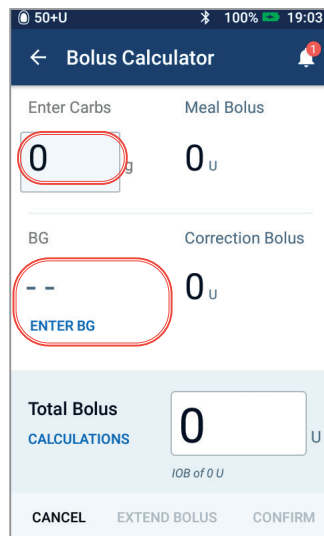 50+U 100% 19:03
← Bolus Calculator 1
Enter Carbs Meal Bolus
0 g 0 U
BG Correction Bolus
-- 0 U
ENTER BG
Total Bolus
CALCULATIONS 0 U
IOB of 0 U
CANCEL EXTEND BOLUS CONFIRM